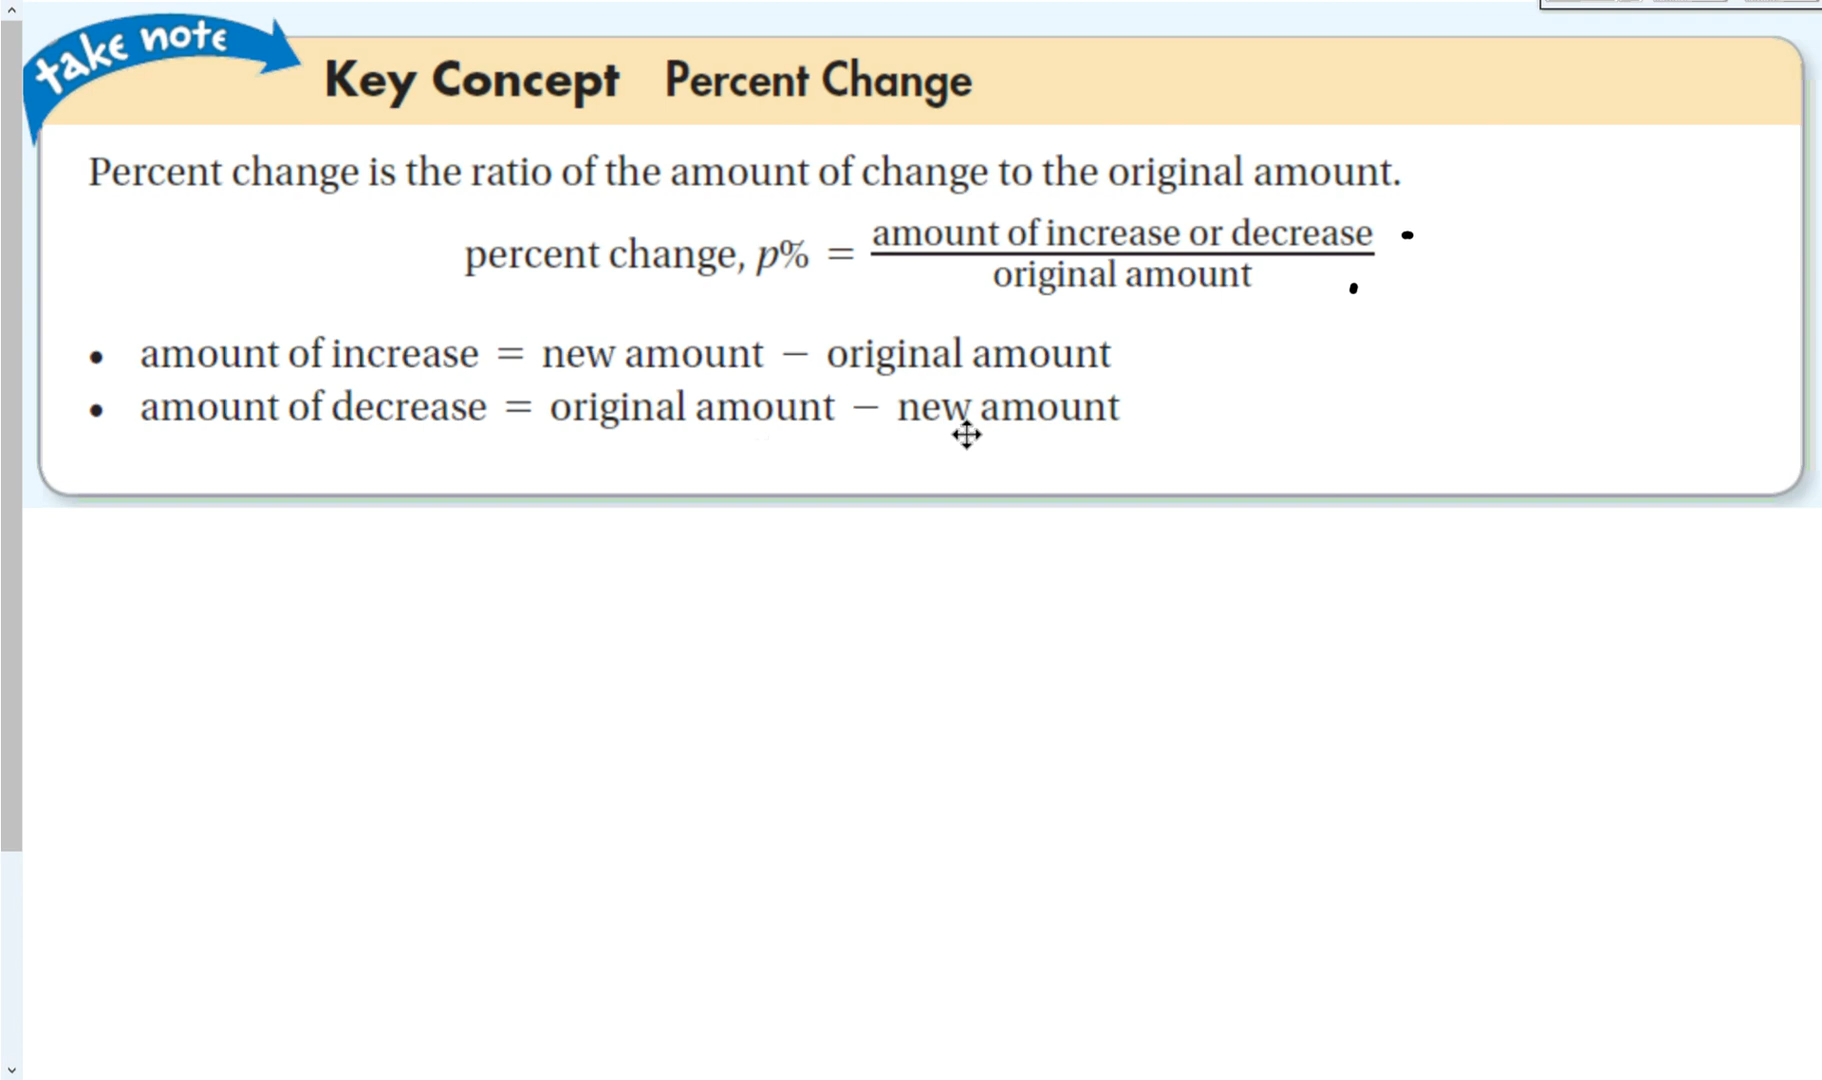 take note
Key Concept Percent Change
Percent change is the ratio of the amount of change to the original amount.
percent change, p% = amount of increase or decrease
original amount
• amount of increase = new amount − original amount
• amount of decrease = original amount − new amount